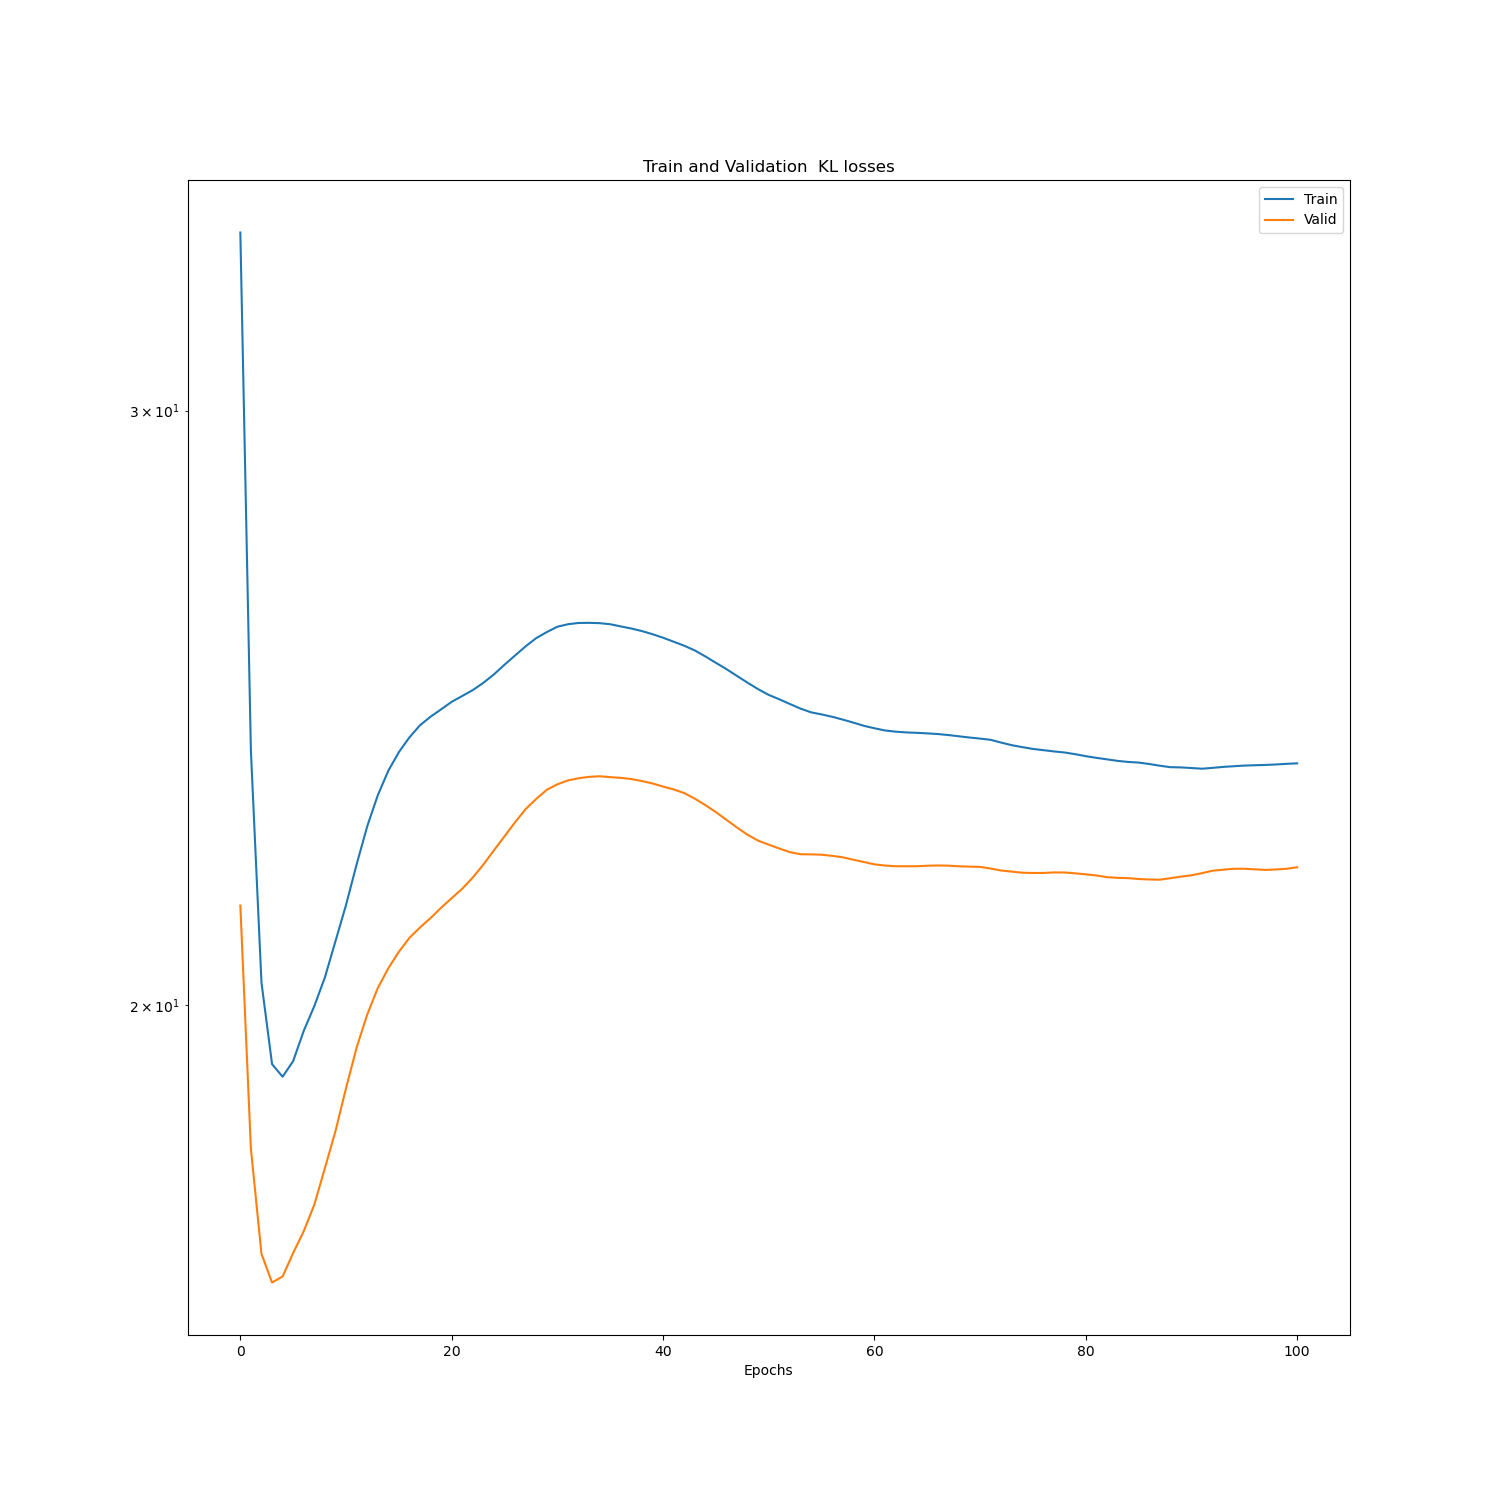 Train and Validation  KL losses
Train
Valid
3 × 10¹
2 × 10¹
0 20 40 60 80 100
Epochs